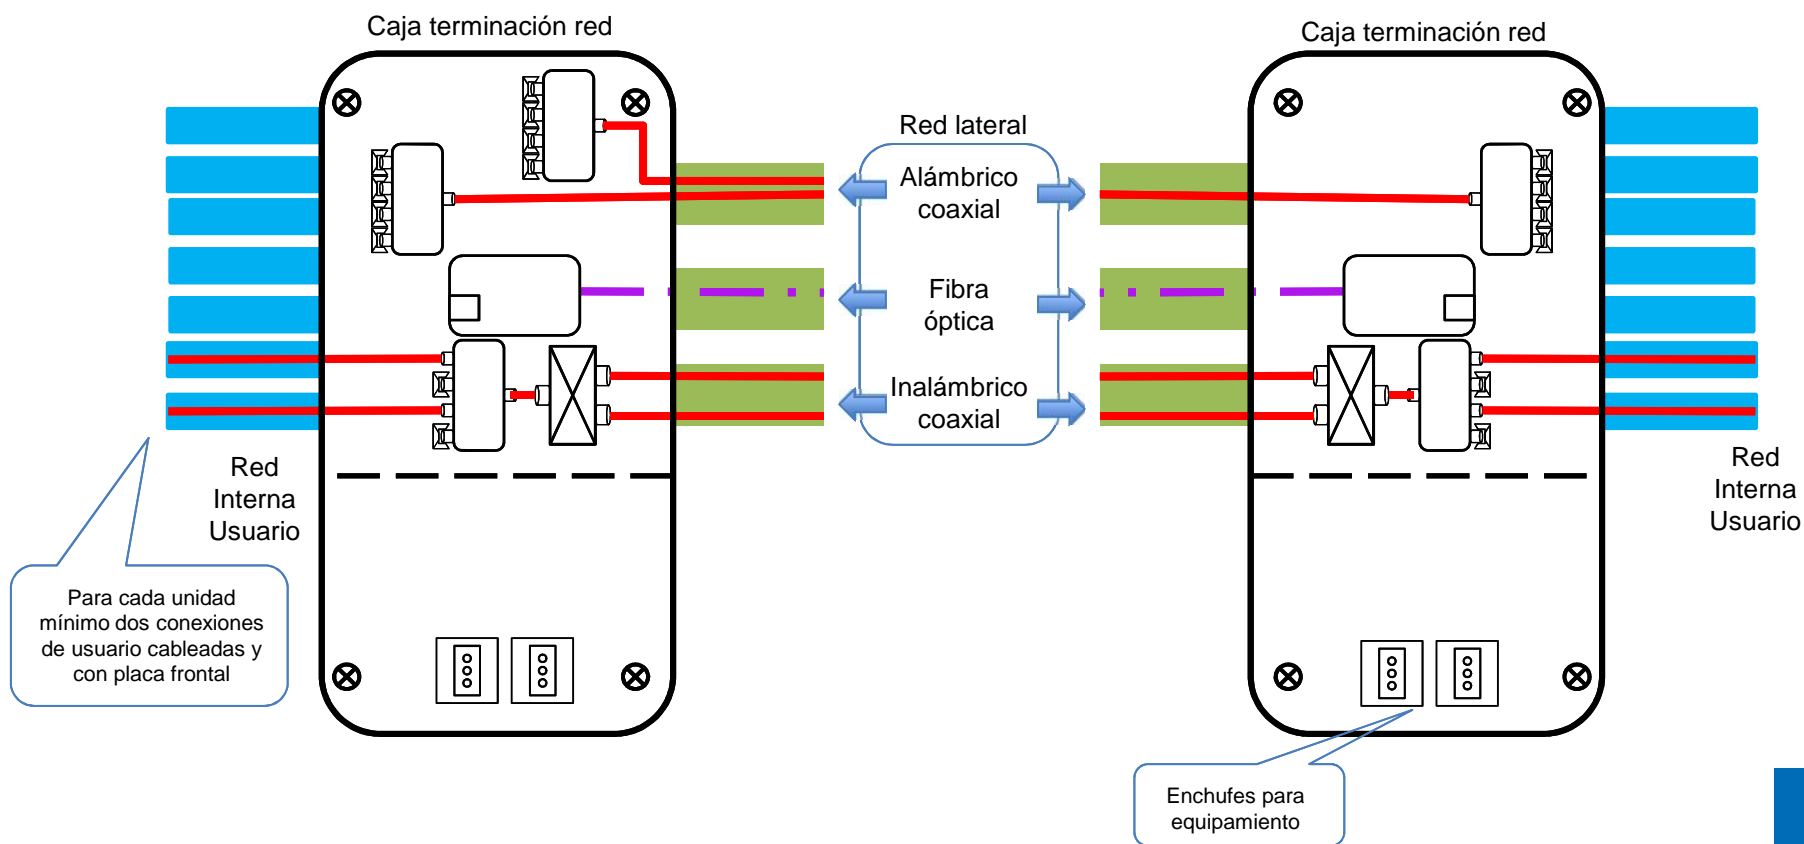 Caja terminación red
Caja terminación red
Red lateral
Alámbrico
coaxial
Fibra
óptica
Inalámbrico
coaxial
Red
Interna
Usuario
Red
Interna
Usuario
Para cada unidad
mínimo dos conexiones
de usuario cableadas y
con placa frontal
Enchufes para
equipamiento